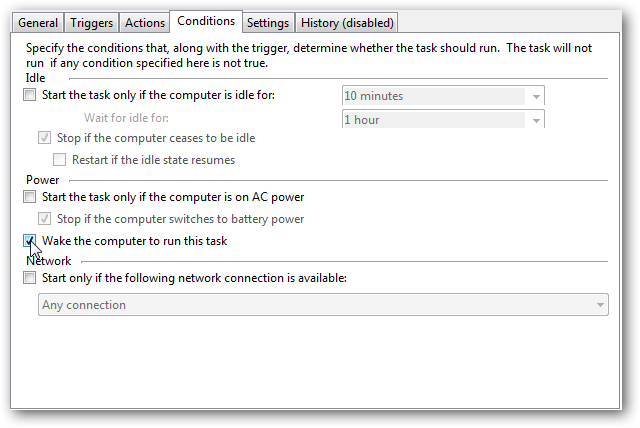 General Triggers Actions Conditions Settings History (disabled)
Specify the conditions that, along with the trigger, determine whether the task should run. The task will not
run if any condition specified here is not true.
Idle
Start the task only if the computer is idle for: 10 minutes
Wait for idle for: 1 hour
Stop if the computer ceases to be idle
Restart if the idle state resumes
Power
Start the task only if the computer is on AC power
Stop if the computer switches to battery power
Wake the computer to run this task
Network
Start only if the following network connection is available:
Any connection